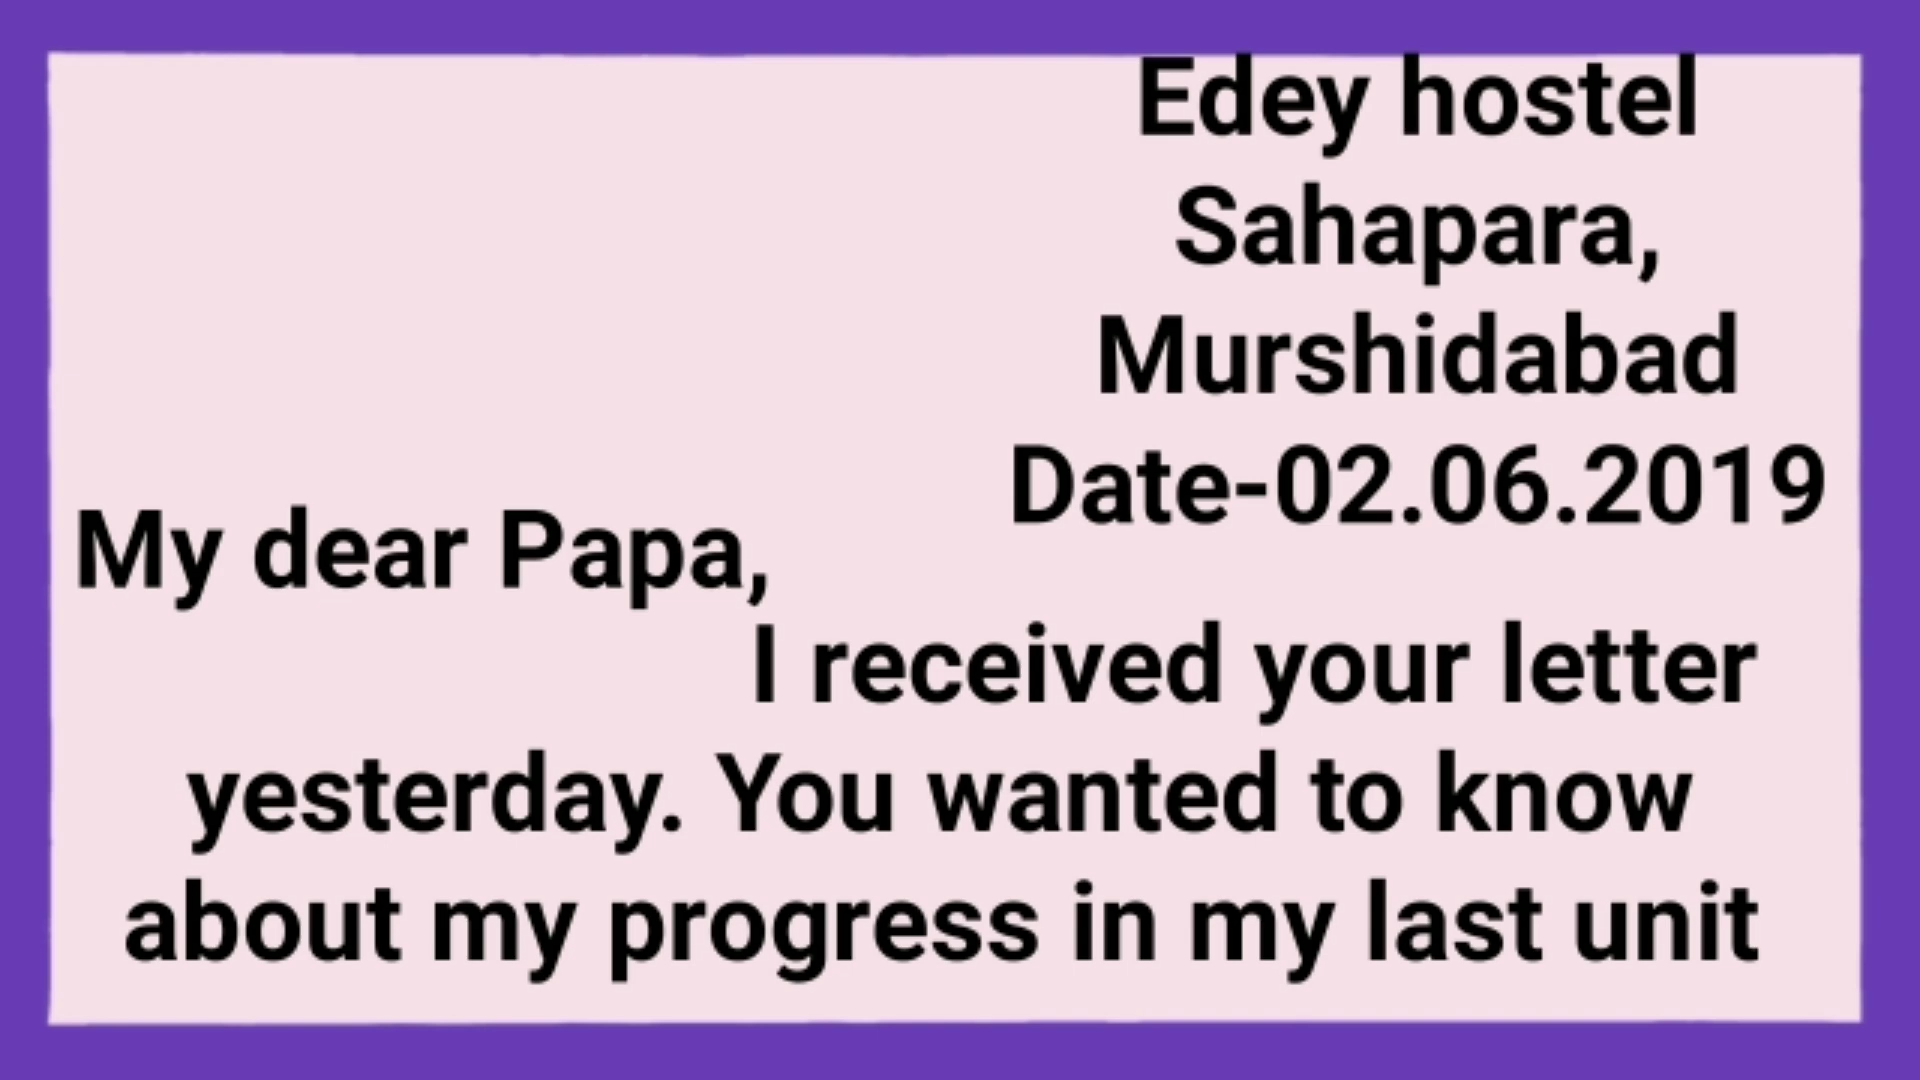 Edey hostel
Sahapara,
Murshidabad
Date-02.06.2019
My dear Papa,
I received your letter
yesterday. You wanted to know
about my progress in my last unit